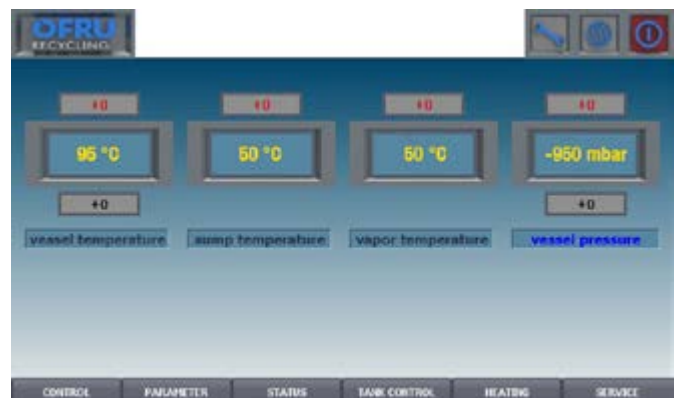 OFRU
RECYCLING
+0 +0 +0 +0
95 °C 50 °C 50 °C -950 mbar
+0 +0
vessel temperature sump temperature vapor temperature vessel pressure
CONTROL PARAMETER STATUS TANK CONTROL HEATING SERVICE